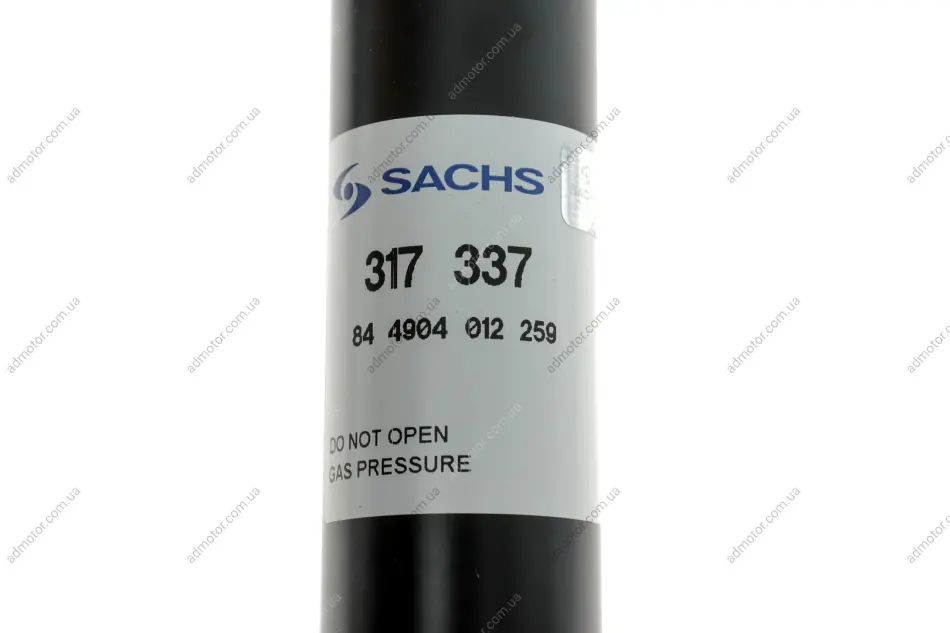 SACHS
317 337
84 4904 012 259
DO NOT OPEN
GAS PRESSURE
admotor.com.ua